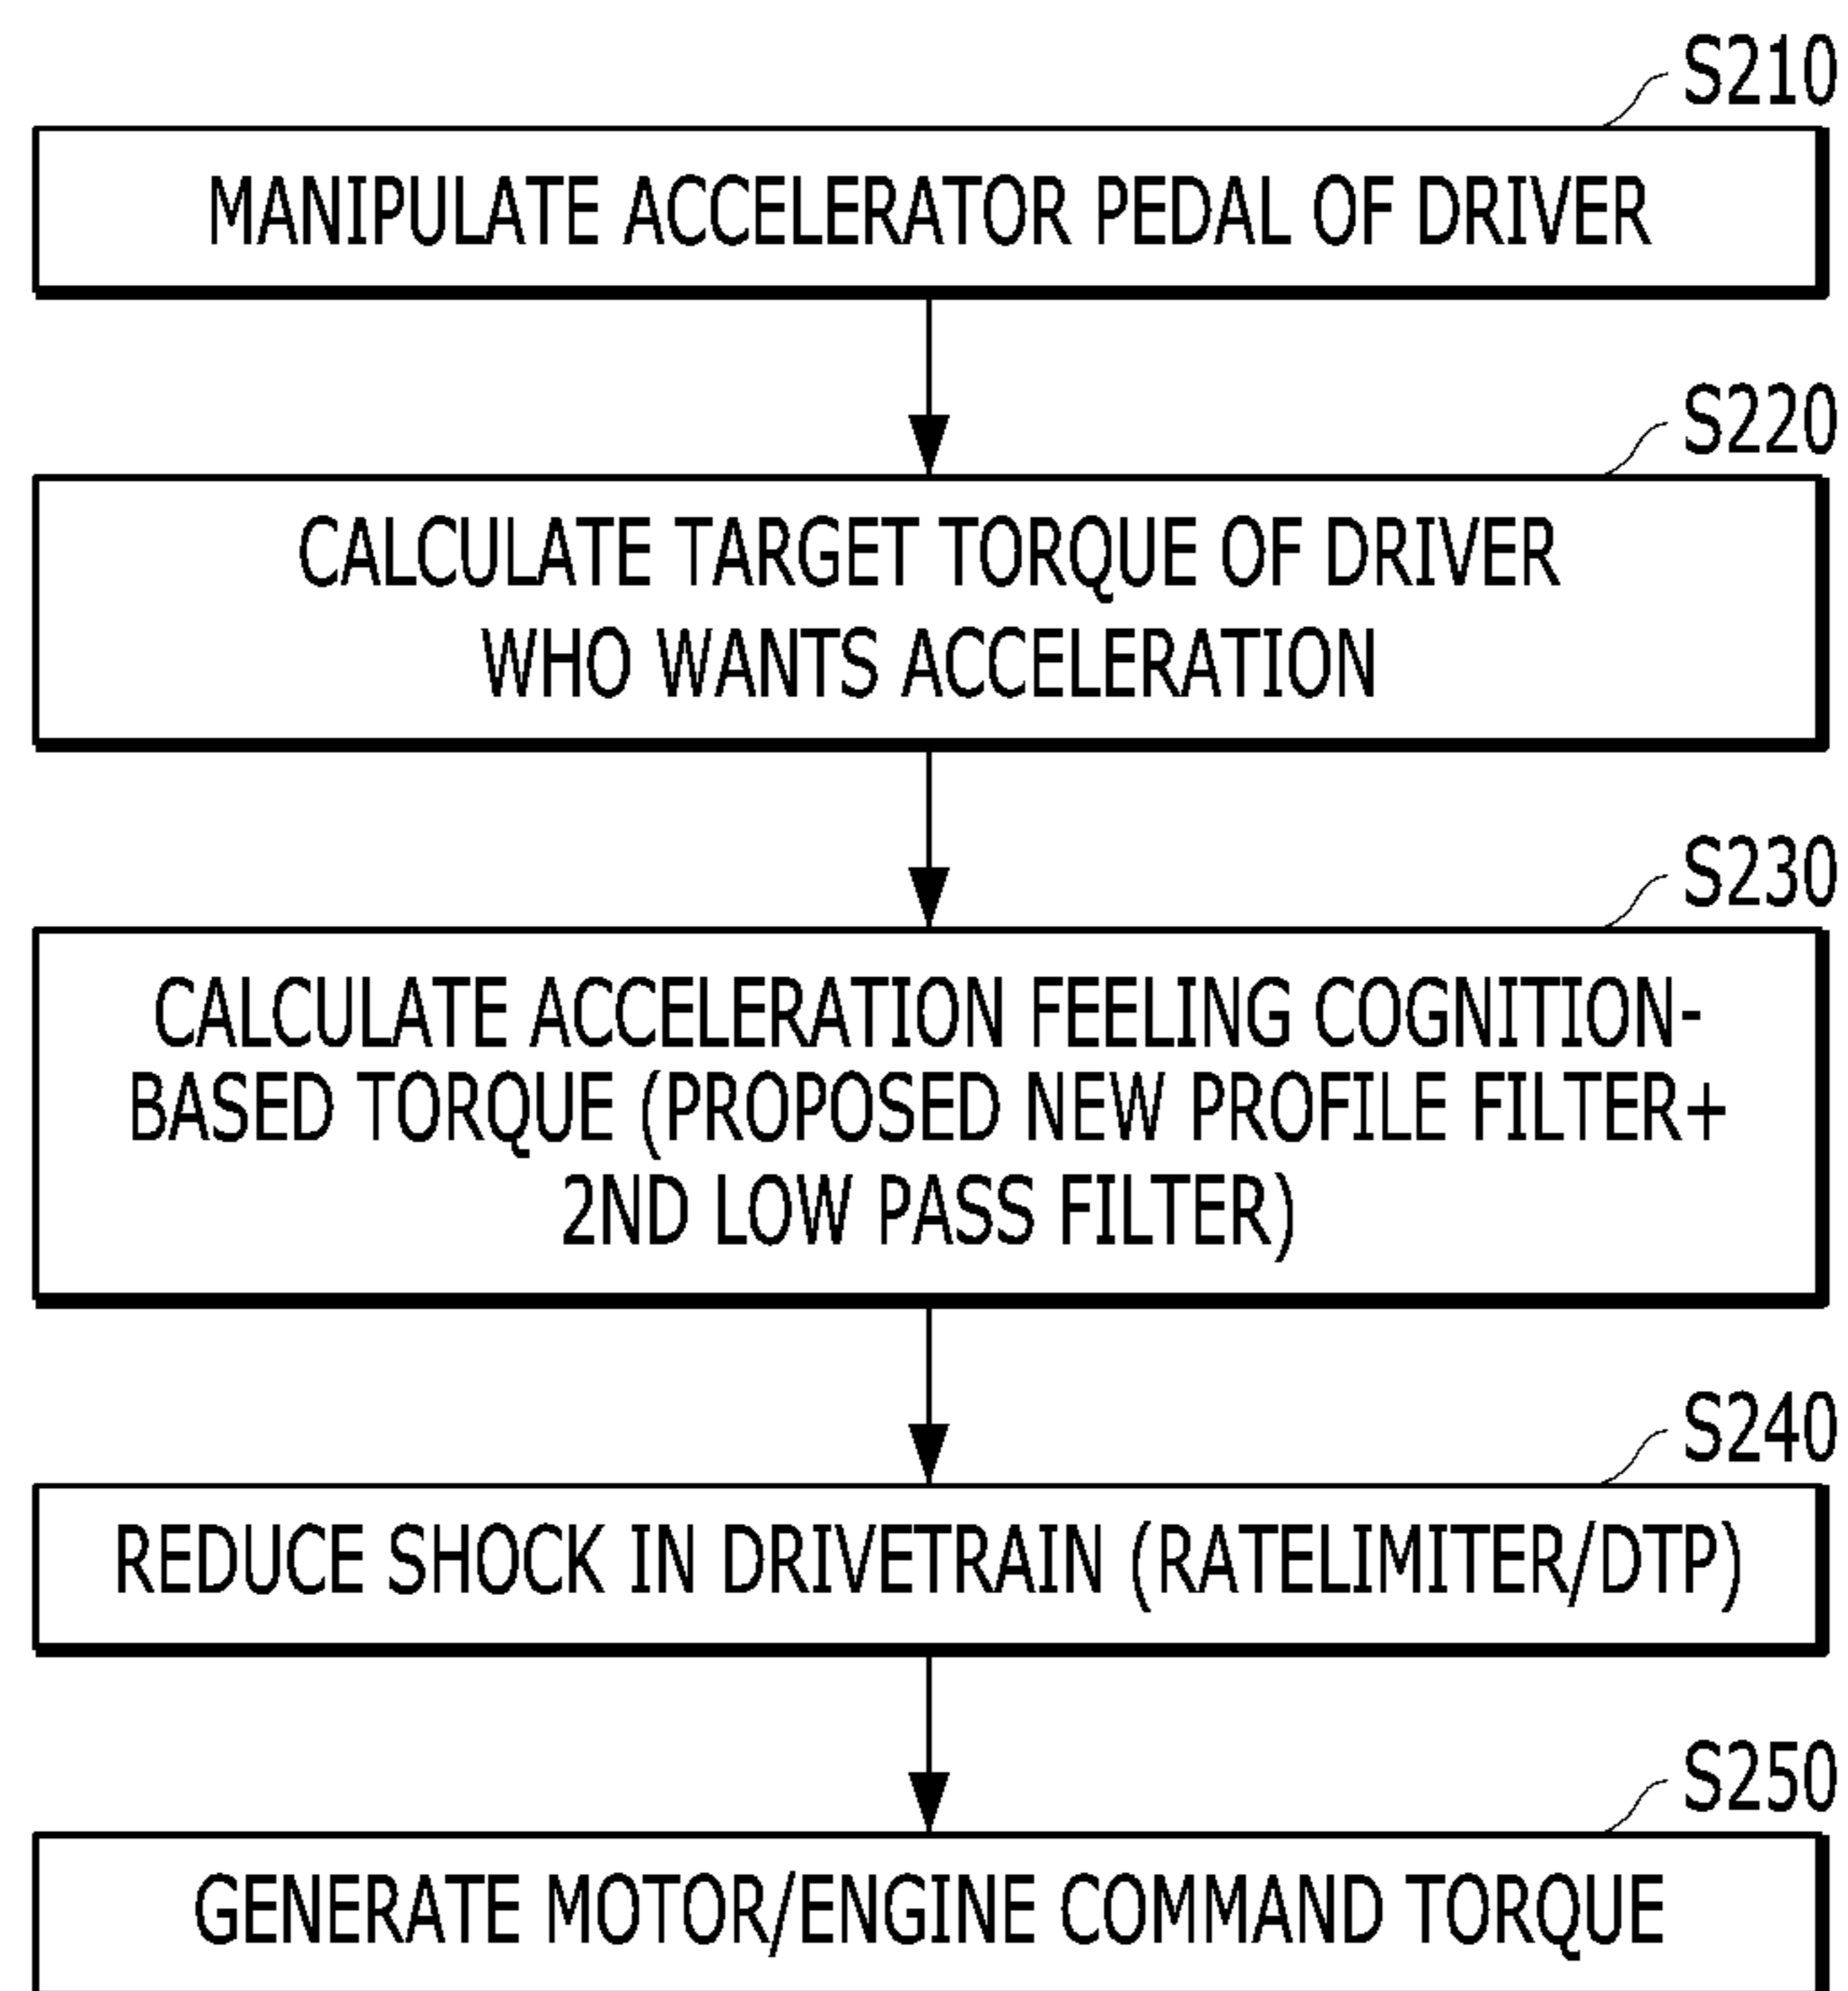 S210
MANIPULATE ACCELERATOR PEDAL OF DRIVER
S220
CALCULATE TARGET TORQUE OF DRIVER
WHO WANTS ACCELERATION
S230
CALCULATE ACCELERATION FEELING COGNITION-
BASED TORQUE (PROPOSED NEW PROFILE FILTER+
2ND LOW PASS FILTER)
S240
REDUCE SHOCK IN DRIVETRAIN (RATELIMITER/DTP)
S250
GENERATE MOTOR/ENGINE COMMAND TORQUE